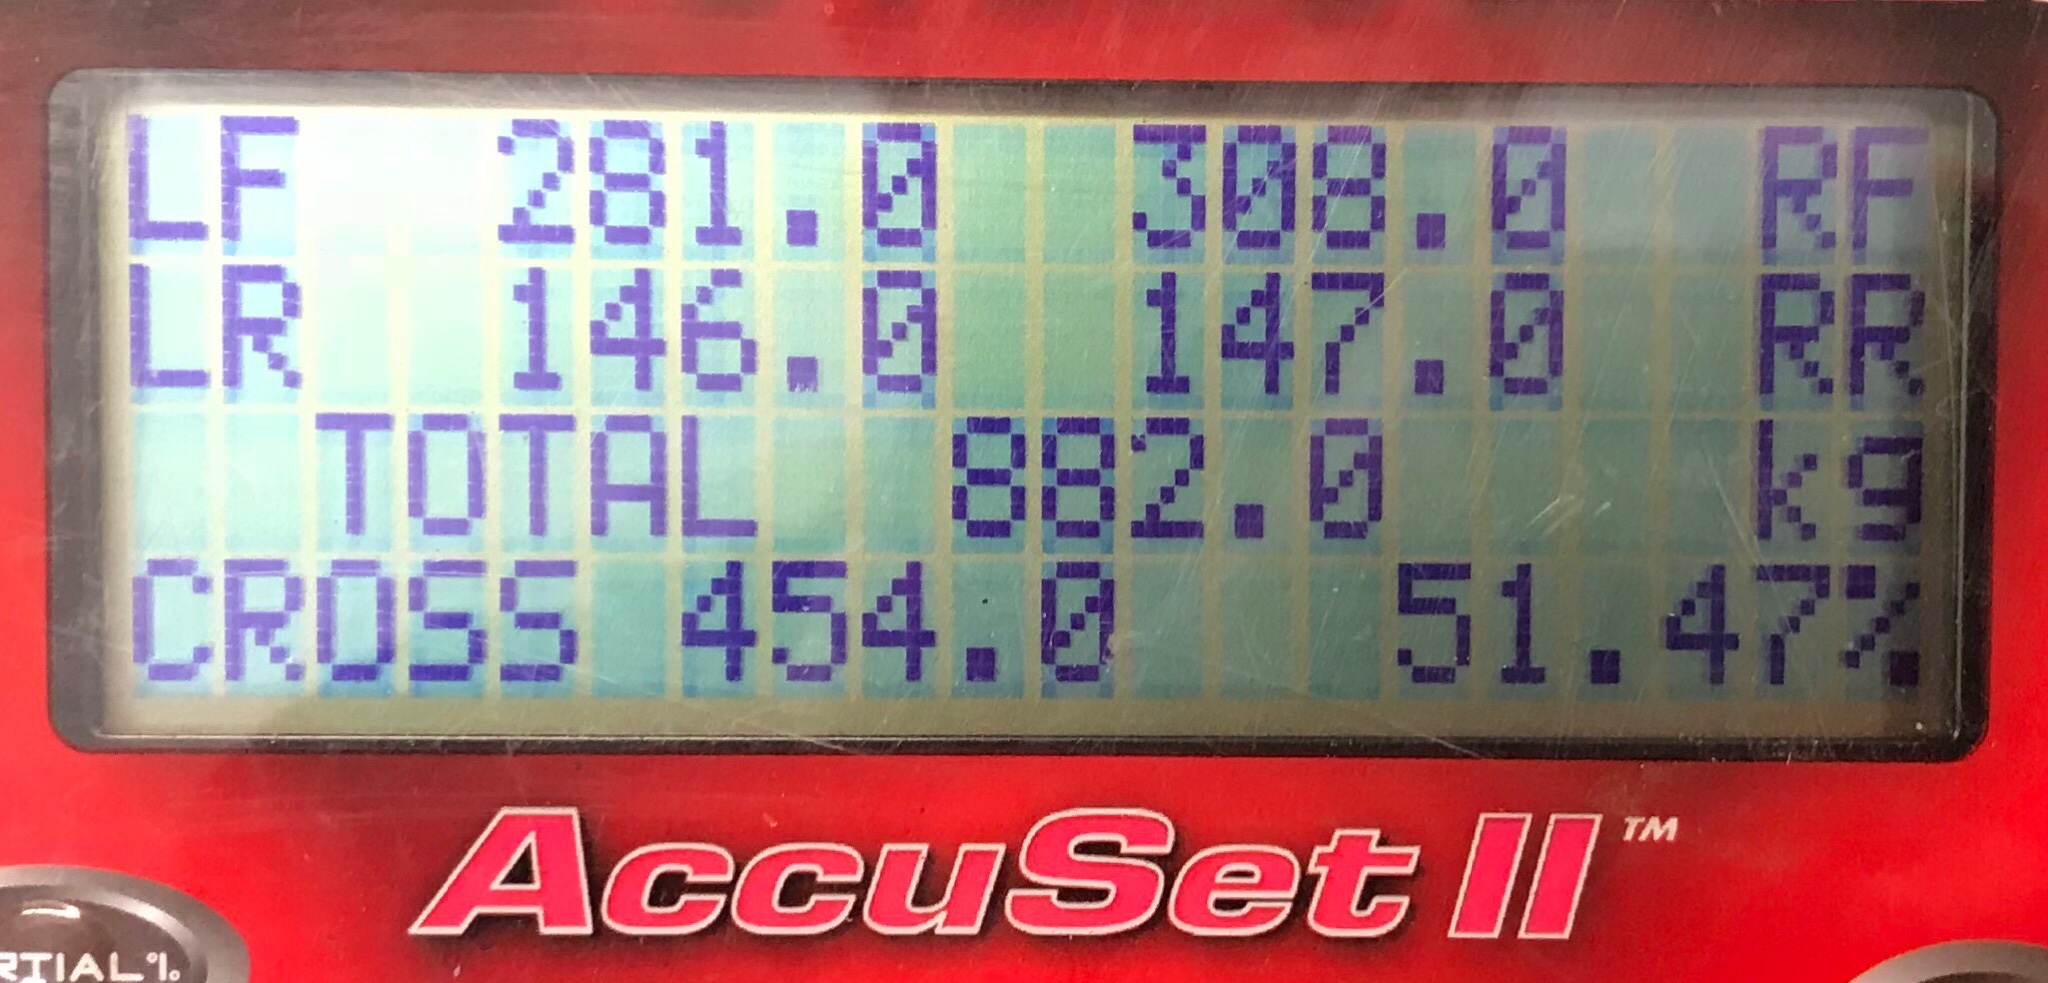 LF 281.0 308.0 RF
LR 146.0 147.0 RR
TOTAL 882.0 kg
CROSS 454.0 51.47%
AccuSet II™
RTIAL%